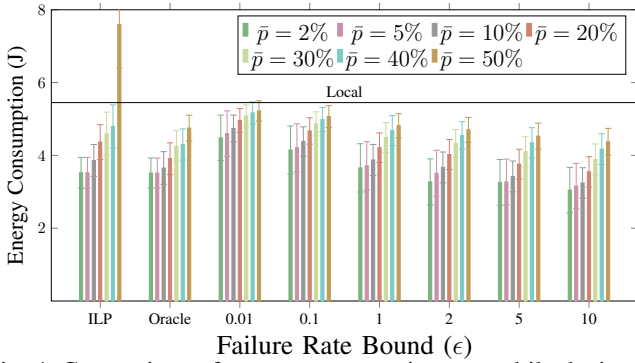 8
6
4
2
Energy Consumption (J)
p̄ = 2% p̄ = 5% p̄ = 10% p̄ = 20%
p̄ = 30% p̄ = 40% p̄ = 50%
Local
ILP Oracle 0.01 0.1 1 2 5 10
Failure Rate Bound (ϵ)